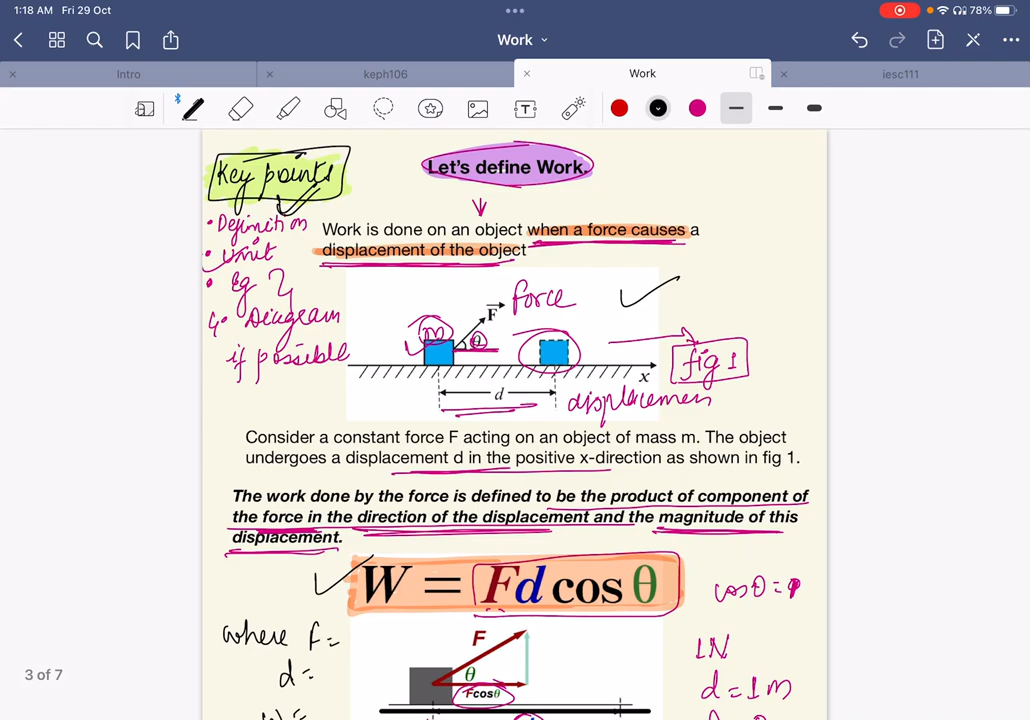 1:18 AM Fri 29 Oct
78%
Work
Intro
keph106
Work
iesc111
T
Key points
Let's define Work.
• Definition
• Unit
• Eg
Diagram
if possible
Work is done on an object when a force causes a
displacement of the object
F
force
m
θ
x
fig 1
d
displacemen
Consider a constant force F acting on an object of mass m. The object
undergoes a displacement d in the positive x-direction as shown in fig 1.
The work done by the force is defined to be the product of component of
the force in the direction of the displacement and the magnitude of this
displacement.
W = Fd cos θ
cos θ =
where F =
d =
F
θ
Fcosθ
1N
d = 1m
3 of 7